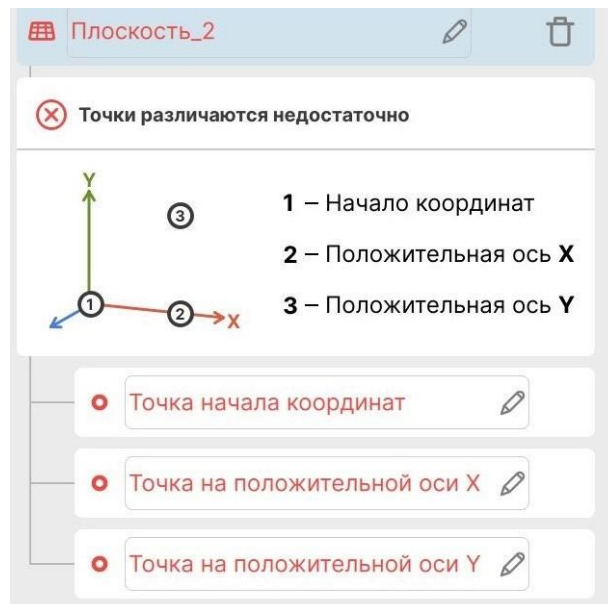 Плоскость_2
Точки различаются недостаточно
Y
3
1 – Начало координат
2 – Положительная ось X
1
2
X
3 – Положительная ось Y
Точка начала координат
Точка на положительной оси X
Точка на положительной оси Y